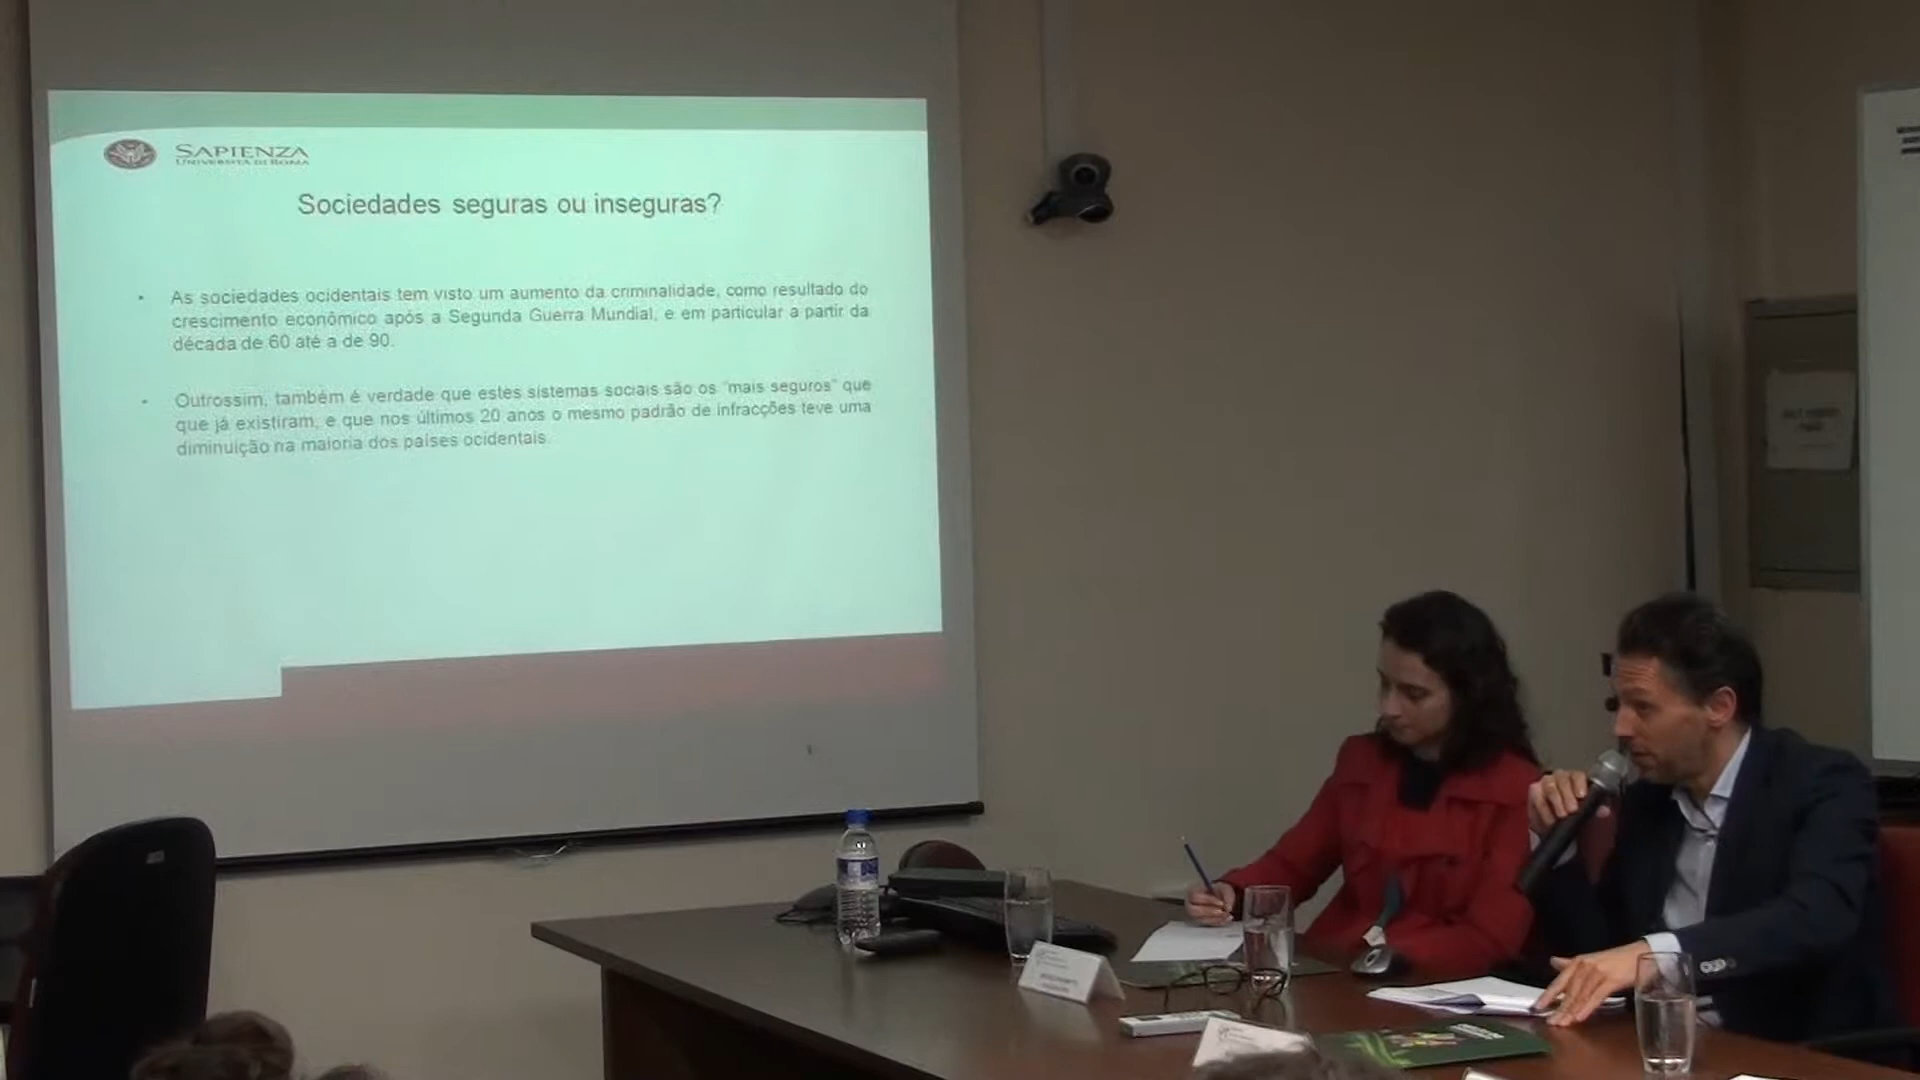 SAPIENZA
UNIVERSITÀ DI ROMA
Sociedades seguras ou inseguras?
• As sociedades ocidentais tem visto um aumento da criminalidade, como resultado do
crescimento econômico após a Segunda Guerra Mundial, e em particular a partir da
década de 60 até a de 90.
• Outrossim, também é verdade que estes sistemas sociais são os "mais seguros" que
que já existiram, e que nos últimos 20 anos o mesmo padrão de infracções teve uma
diminuição na maioria dos países ocidentais.